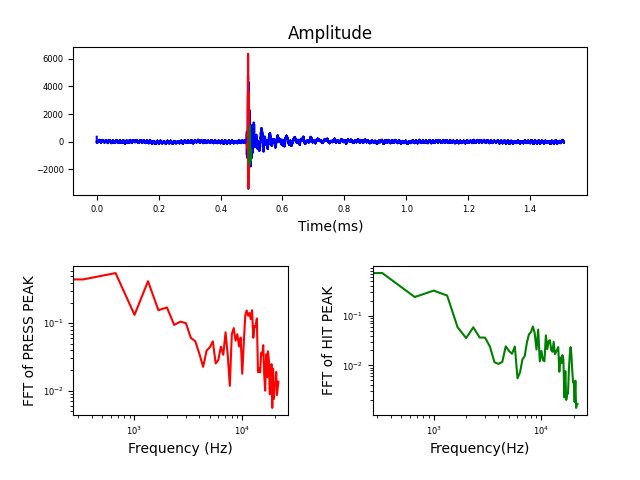 Amplitude
6000
4000
2000
0
−2000
0.0 0.2 0.4 0.6 0.8 1.0 1.2 1.4
Time(ms)
FFT of PRESS PEAK
10⁻¹
10⁻²
10³ 10⁴
Frequency (Hz)
FFT of HIT PEAK
10⁻¹
10⁻²
10³ 10⁴
Frequency(Hz)